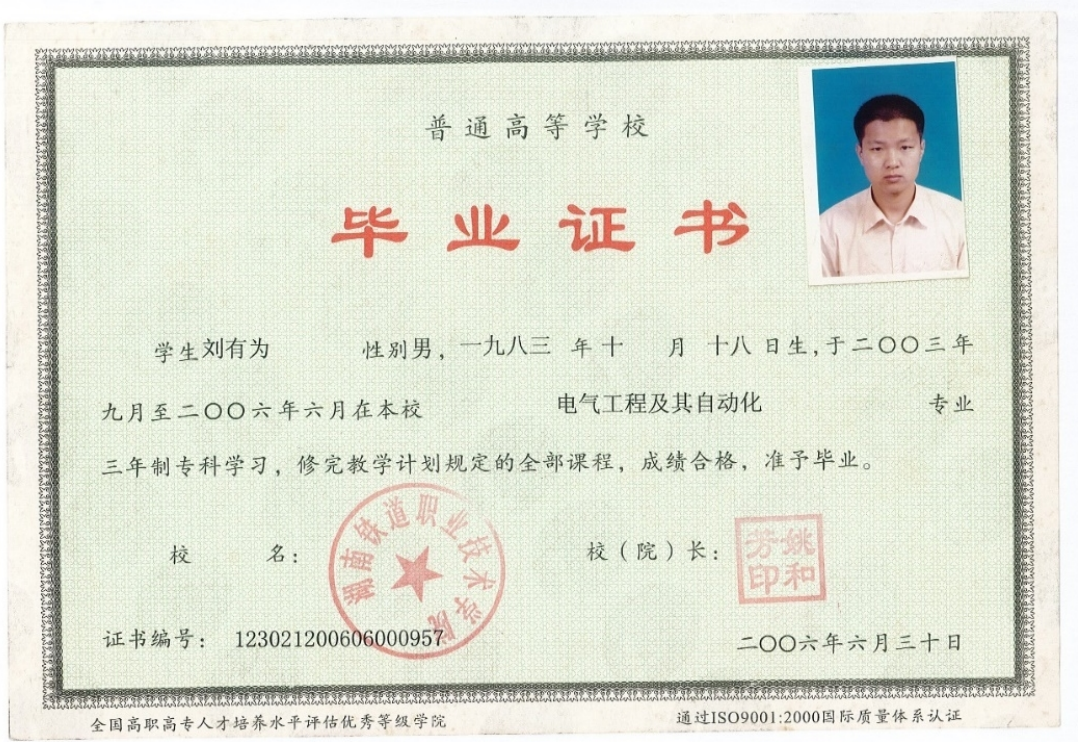 普通高等学校
毕业证书
学生刘有为 性别男，一九八三 年十 月 十八 日生，于二〇〇三年
九月至二〇〇六年六月在本校 电气工程及其自动化 专业
三年制专科学习，修完教学计划规定的全部课程，成绩合格，准予毕业。
校 名：
湖南铁道职业技术学院
校（院）长：
姚和芳印
证书编号： 123021200606000957
二〇〇六年六月三十日
全国高职高专人才培养水平评估优秀等级学院
通过ISO9001:2000国际质量体系认证